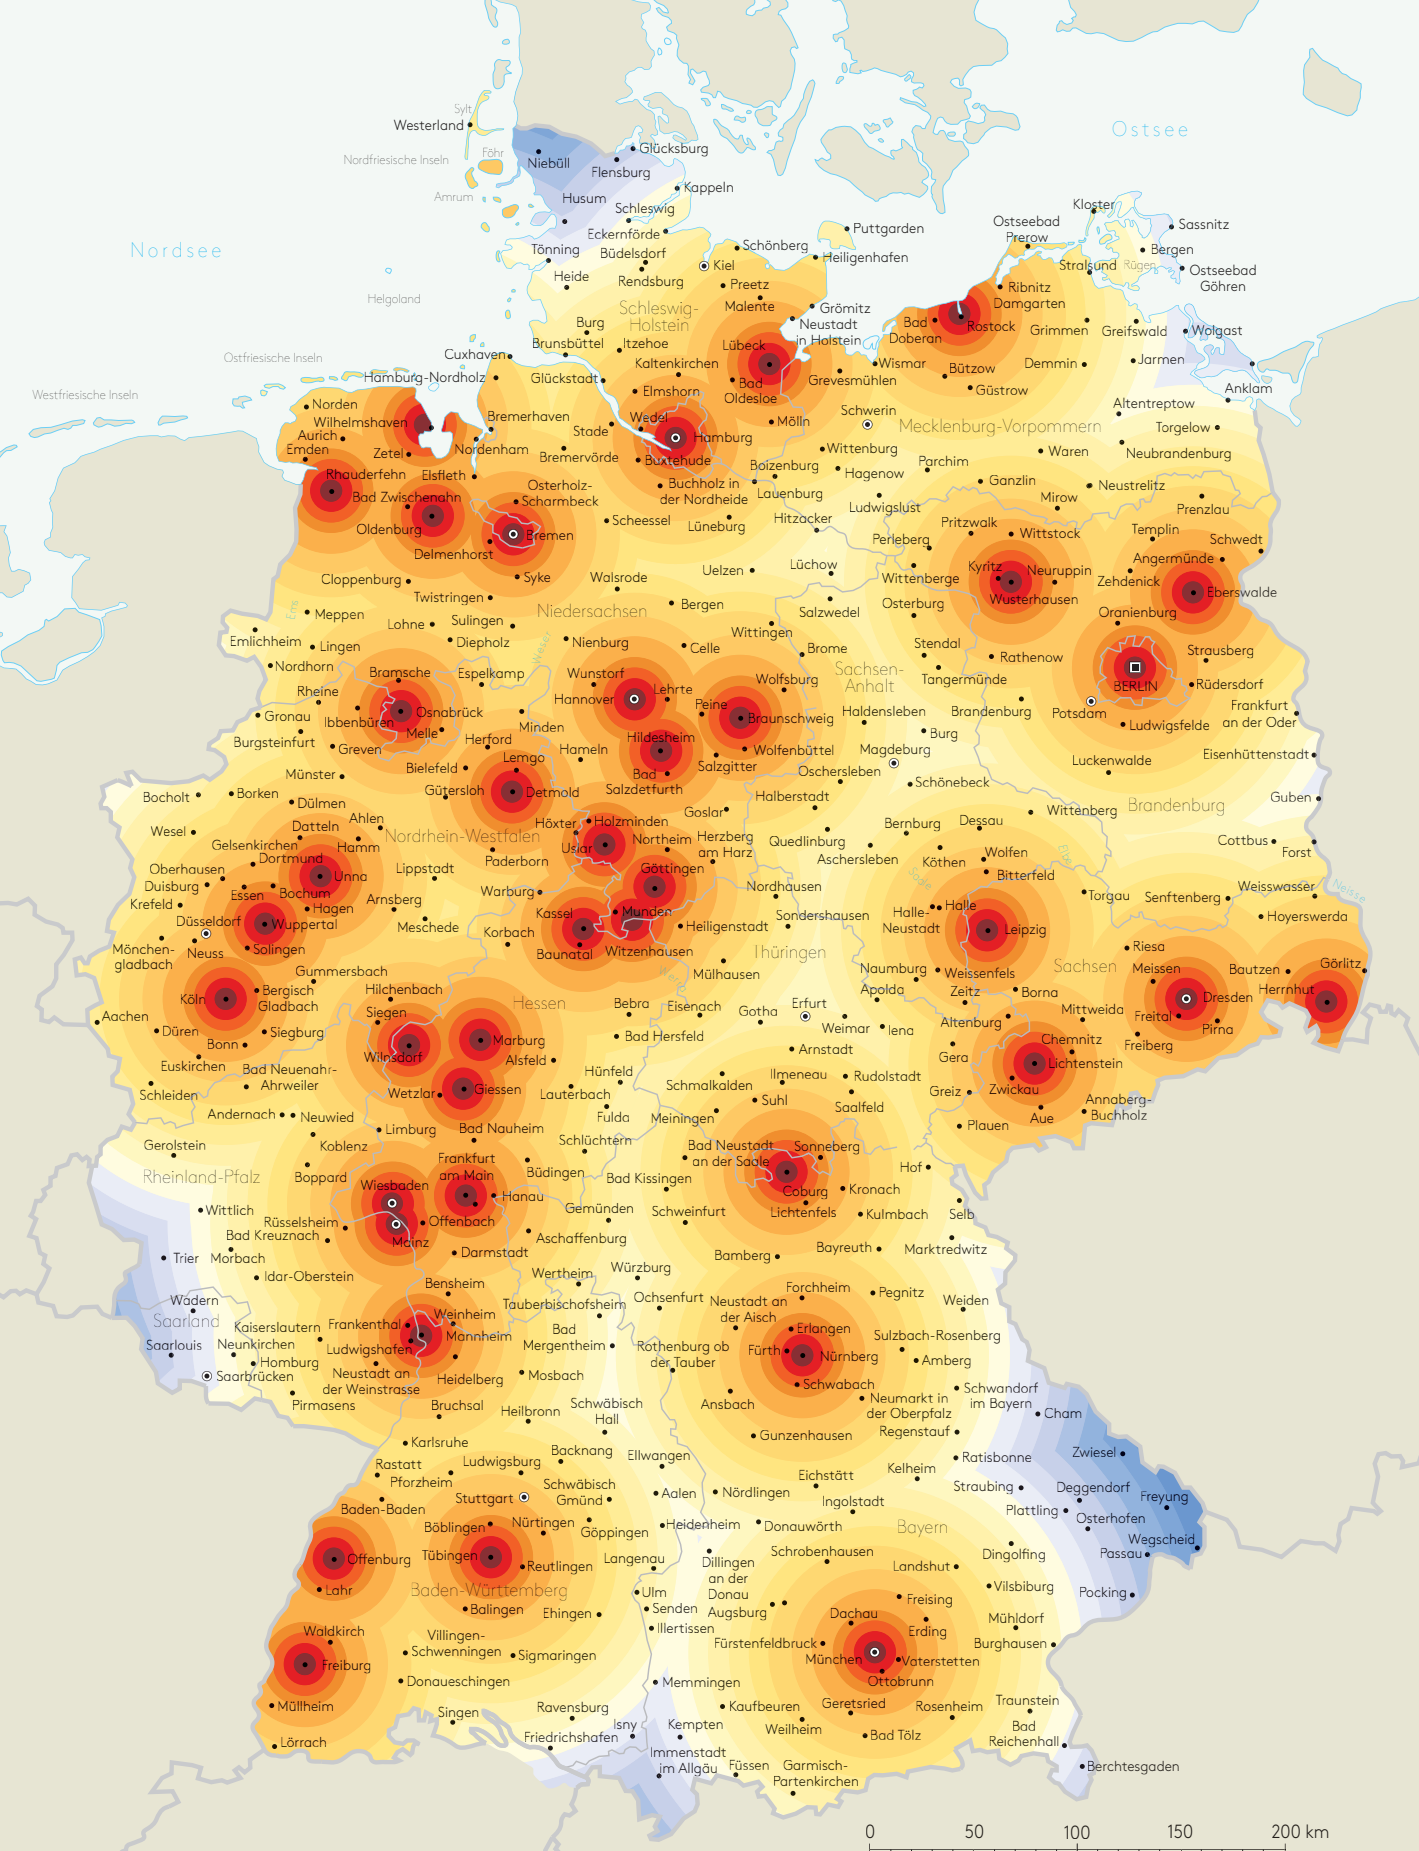 Sylt
Westerland
Nordfriesische Inseln
Föhr
Amrum
Ostsee
Nordsee
Niebüll
Glücksburg
Flensburg
Kappeln
Husum
Schleswig
Eckernförde
Tönning
Büdelsdorf
Kiel
Schönberg
Puttgarden
Heiligenhafen
Ostseebad
Prerow
Kloster
Sassnitz
Bergen
Rügen
Stralsund
Ostseebad
Göhren
Heide
Rendsburg
Preetz
Helgoland
Schleswig-
Holstein
Malente
Grömitz
Neustadt
in Holstein
Ribnitz
Damgarten
Bad
Doberan
Rostock
Grimmen
Greifswald
Wolgast
Burg
Brunsbüttel
Itzehoe
Lübeck
Cuxhaven
Ostfriesische Inseln
Kaltenkirchen
Wismar
Demmin
Jarmen
Hamburg-Nordholz
Glückstadt
Bad
Oldesloe
Grevesmühlen
Bützow
Güstrow
Anklam
Westfriesische Inseln
Elmshorn
Norden
Wilhelmshaven
Bremerhaven
Wedel
Mölln
Schwerin
Mecklenburg-Vorpommern
Altentreptow
Torgelow
Aurich
Emden
Zetel
Nordenham
Stade
Hamburg
Bremervörde
Buxtehude
Wittenburg
Waren
Neubrandenburg
Rhauderfehn
Elsfleth
Boizenburg
Hagenow
Parchim
Ganzlin
Bad Zwischenahn
Osterholz-
Scharmbeck
Buchholz in
der Nordheide
Lauenburg
Ludwigslust
Mirow
Neustrelitz
Prenzlau
Oldenburg
Bremen
Scheessel
Lüneburg
Hitzacker
Pritzwalk
Wittstock
Templin
Schwedt
Delmenhorst
Perleberg
Angermünde
Cloppenburg
Syke
Walsrode
Uelzen
Lüchow
Wittenberge
Kyritz
Neuruppin
Zehdenick
Eberswalde
Twistringen
Wusterhausen
Ems
Meppen
Niedersachsen
Bergen
Salzwedel
Osterburg
Oranienburg
Lohne
Sulingen
Emlichheim
Lingen
Diepholz
Weser
Nienburg
Wittingen
Celle
Brome
Stendal
Rathenow
Strausberg
Nordhorn
Bramsche
Espelkamp
Wunstorf
Sachsen-
Anhalt
Tangermünde
BERLIN
Rüdersdorf
Rheine
Hannover
Lehrte
Wolfsburg
Peine
Gronau
Ibbenbüren
Osnabrück
Braunschweig
Haldensleben
Brandenburg
Potsdam
Frankfurt
an der Oder
Burgsteinfurt
Greven
Melle
Minden
Hildesheim
Ludwigsfelde
Herford
Hameln
Wolfenbüttel
Burg
Magdeburg
Eisenhüttenstadt
Münster
Bielefeld
Lemgo
Bad
Salzdetfurth
Salzgitter
Oschersleben
Luckenwalde
Bocholt
Borken
Dülmen
Gütersloh
Detmold
Schönebeck
Halberstadt
Guben
Goslar
Wittenberg
Brandenburg
Ahlen
Datteln
Höxter
Holzminden
Wesel
Nordrhein-Westfalen
Bernburg
Dessau
Gelsenkirchen
Hamm
Uslar
Northeim
Herzberg
am Harz
Quedlinburg
Cottbus
Forst
Dortmund
Paderborn
Aschersleben
Köthen
Wolfen
Elbe
Oberhausen
Unna
Lippstadt
Göttingen
Bitterfeld
Saale
Duisburg
Essen
Bochum
Nordhausen
Weisswasser
Neisse
Krefeld
Hagen
Arnsberg
Warburg
Torgau
Senftenberg
Düsseldorf
Wuppertal
Kassel
Münden
Sondershausen
Halle-
Neustadt
Halle
Hoyerswerda
Meschede
Heiligenstadt
Leipzig
Mönchen-
gladbach
Neuss
Solingen
Korbach
Baunatal
Witzenhausen
Thüringen
Riesa
Gummersbach
Werra
Mülhausen
Naumburg
Weissenfels
Sachsen
Meissen
Bautzen
Görlitz
Köln
Bergisch
Gladbach
Hilchenbach
Hessen
Apolda
Zeitz
Borna
Dresden
Herrnhut
Aachen
Siegen
Bebra
Eisenach
Gotha
Erfurt
Weimar
Iena
Altenburg
Mittweida
Freital
Pirna
Düren
Siegburg
Marburg
Bad Hersfeld
Chemnitz
Freiberg
Bonn
Wilnsdorf
Alsfeld
Arnstadt
Gera
Lichtenstein
Euskirchen
Bad Neuenahr-
Ahrweiler
Hünfeld
Schmalkalden
Ilmeneau
Rudolstadt
Schleiden
Wetzlar
Giessen
Lauterbach
Greiz
Zwickau
Annaberg-
Buchholz
Andernach
Neuwied
Fulda
Meiningen
Suhl
Saalfeld
Aue
Limburg
Bad Nauheim
Plauen
Gerolstein
Koblenz
Schlüchtern
Bad Neustadt
an der Saale
Sonneberg
Rheinland-Pfalz
Boppard
Frankfurt
am Main
Büdingen
Hof
Wiesbaden
Hanau
Bad Kissingen
Coburg
Kronach
Wittlich
Rüsselsheim
Offenbach
Gemünden
Schweinfurt
Lichtenfels
Kulmbach
Selb
Bad Kreuznach
Mainz
Aschaffenburg
Trier
Morbach
Darmstadt
Bamberg
Bayreuth
Marktredwitz
Idar-Oberstein
Bensheim
Wertheim
Würzburg
Wadern
Saarland
Forchheim
Pegnitz
Weiden
Tauberbischofsheim
Ochsenfurt
Neustadt an
der Aisch
Frankenthal
Weinheim
Mannheim
Kaiserslautern
Erlangen
Sulzbach-Rosenberg
Saarlouis
Neunkirchen
Ludwigshafen
Bad
Mergentheim
Rothenburg ob
der Tauber
Fürth
Nürnberg
Amberg
Homburg
Saarbrücken
Neustadt an
der Weinstrasse
Heidelberg
Mosbach
Schwabach
Schwandorf
im Bayern
Pirmasens
Bruchsal
Heilbronn
Schwäbisch
Hall
Ansbach
Neumarkt in
der Oberpfalz
Cham
Karlsruhe
Gunzenhausen
Regenstauf
Rastatt
Backnang
Ellwangen
Zwiesel
Pforzheim
Ludwigsburg
Ratisbonne
Kelheim
Eichstätt
Baden-Baden
Stuttgart
Schwäbisch
Gmünd
Aalen
Nördlingen
Straubing
Deggendorf
Freyung
Ingolstadt
Plattling
Böblingen
Nürtingen
Göppingen
Heidenheim
Donauwörth
Bayern
Osterhofen
Offenburg
Tübingen
Reutlingen
Langenau
Dillingen
an der
Donau
Schrobenhausen
Dingolfing
Wegscheid
Passau
Lahr
Baden-Württemberg
Ulm
Landshut
Vilsbiburg
Pocking
Balingen
Ehingen
Senden
Augsburg
Freising
Dachau
Mühldorf
Waldkirch
Villingen-
Schwenningen
Illertissen
Erding
Fürstenfeldbruck
Burghausen
Freiburg
Sigmaringen
München
Vaterstetten
Donaueschingen
Memmingen
Ottobrunn
Müllheim
Kaufbeuren
Geretsried
Rosenheim
Traunstein
Singen
Ravensburg
Isny
Kempten
Weilheim
Bad Tölz
Bad
Reichenhall
Lörrach
Friedrichshafen
Immenstadt
im Allgäu
Füssen
Garmisch-
Partenkirchen
Berchtesgaden
0 50 100 150 200 km